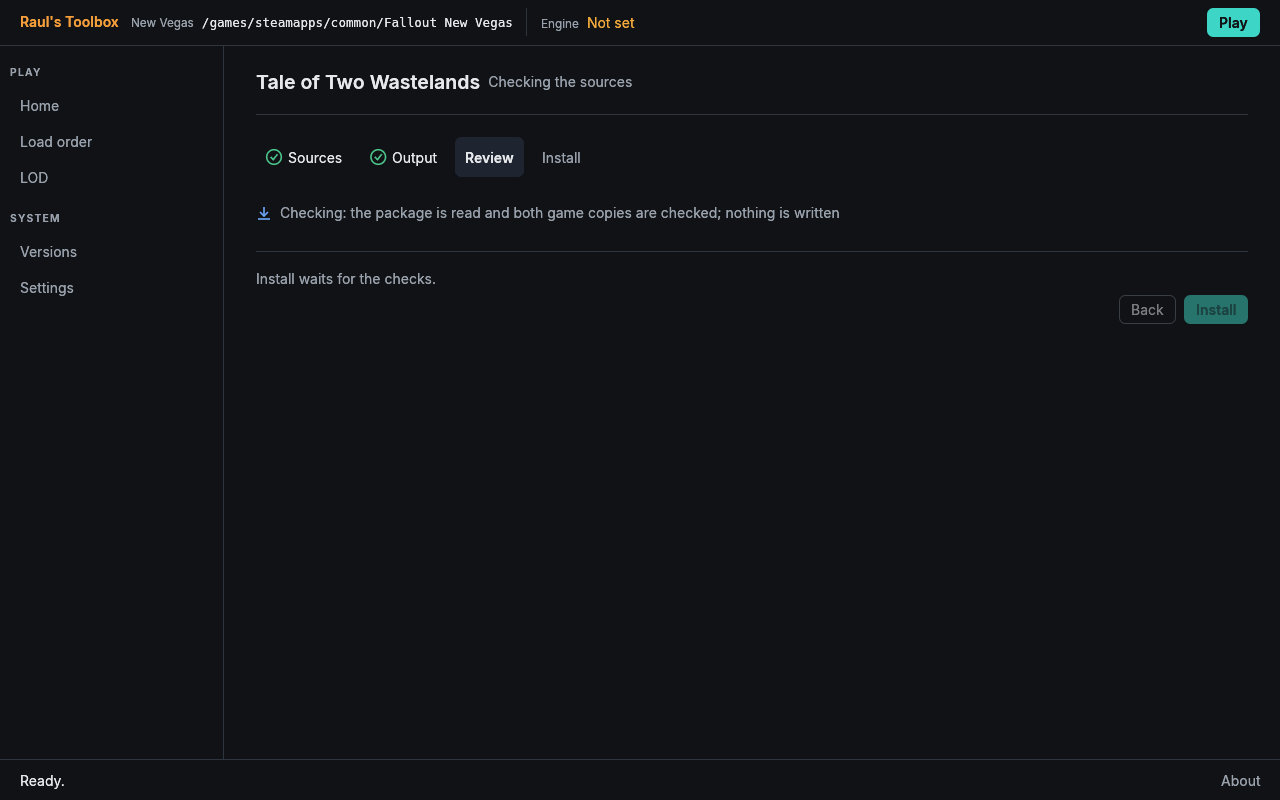 Raul's Toolbox New Vegas /games/steamapps/common/Fallout New Vegas Engine Not set Play
PLAY
Home
Load order
LOD
SYSTEM
Versions
Settings
Tale of Two Wastelands Checking the sources
Sources Output Review Install
Checking: the package is read and both game copies are checked; nothing is written
Install waits for the checks.
Back Install
Ready. About